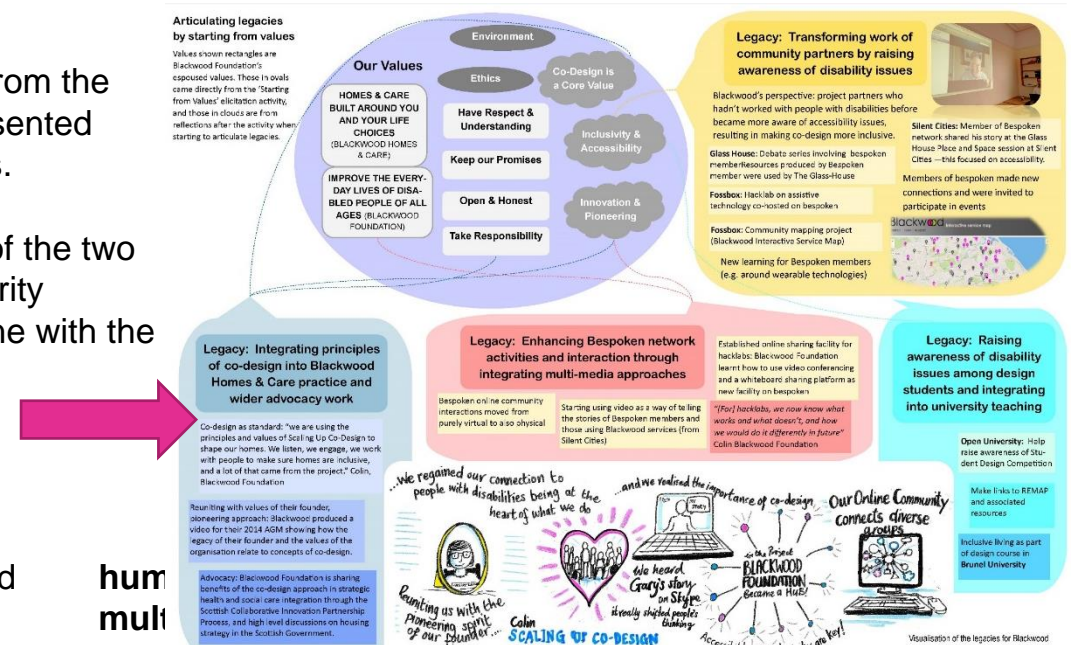 Articulating legacies
by starting from values
Values shown rectangles are
Blackwood Foundation's
espoused values. Those in ovals
came directly from the 'Starting
from Values' elicitation activity,
and those in clouds are from
reflections after the activity when
starting to articulate legacies.
rom the
sented
s.
of the two
rity
ne with the
d
hum
mult
Our Values
Environment
Ethics
Co-Design is
a Core Value
HOMES & CARE
BUILT AROUND YOU
AND YOUR LIFE
CHOICES
(BLACKWOOD HOMES
& CARE)
Have Respect &
Understanding
Inclusivity &
Accessibility
Keep our Promises
IMPROVE THE EVERY-
DAY LIVES OF DISA-
BLED PEOPLE OF ALL
AGES (BLACKWOOD
FOUNDATION)
Open & Honest
Innovation &
Pioneering
Take Responsibility
Legacy: Transforming work of
community partners by raising
awareness of disability issues
Blackwood's perspective: project partners who
hadn't worked with people with disabilities before
became more aware of accessibility issues,
resulting in making co-design more inclusive.
Glass House: Debate series involving bespoken
memberResources produced by Bespoken
member were used by The Glass-House
Fossbox: Hacklab on assistive
technology co-hosted on bespoken
Fossbox: Community mapping project
(Blackwood Interactive Service Map)
New learning for Bespoken members
(e.g. around wearable technologies)
Silent Cities: Member of Bespoken
network shared his story at the Glass
House Place and Space session at Silent
Cities —this focused on accessibility.
Members of bespoken made new
connections and were invited to
participate in events
Blackwood
Legacy: Integrating principles
of co-design into Blackwood
Homes & Care practice and
wider advocacy work
Co-design as standard: "we are using the
principles and values of Scaling Up Co-Design to
shape our homes. We listen, we engage, we work
with people to make sure homes are inclusive,
and a lot of that came from the project." Colin,
Blackwood Foundation
Reuniting with values of their founder,
pioneering approach: Blackwood produced a
video for their 2014 AGM showing how the
legacy of their founder and the values of the
organisation relate to concepts of co-design.
Advocacy: Blackwood Foundation is sharing
benefits of the co-design approach in strategic
health and social care integration through the
Scottish Collaborative Innovation Partnership
Process, and high level discussions on housing
strategy in the Scottish Government.
Legacy: Enhancing Bespoken network
activities and interaction through
integrating multi-media approaches
Bespoken online community
interactions moved from
purely virtual to also physical
Starting using video as a way of telling
the stories of Bespoken members and
those using Blackwood services (from
Silent Cities)
Established online sharing facility for
hacklabs: Blackwood Foundation
learnt how to use video conferencing
and a whiteboard sharing platform as
new facility on bespoken
"[For] hacklabs, we now know what
works and what doesn't, and how
we would do it differently in future"
Colin Blackwood Foundation
Legacy: Raising
awareness of disability
issues among design
students and integrating
into university teaching
Open University: Help
raise awareness of Stu-
dent Design Competition
Make links to REMAP
and associated
resources
Inclusive living as part
of design course in
Brunel University
...we regained our connection to
people with disabilities being at the
heart of what we do
Reuniting us with the
pioneering spirit
of our founder...
Colin
SCALING UP CO-DESIGN
...and we realised the importance of co-design
We heard
Gary's story
on Skype
it really shifted people's
thinking
in the Project
BLACKWOOD
FOUNDATION
Became a HUB!
key!
Our Online Community
connects diverse
groups
Visualisation of the legacies for Blackwood